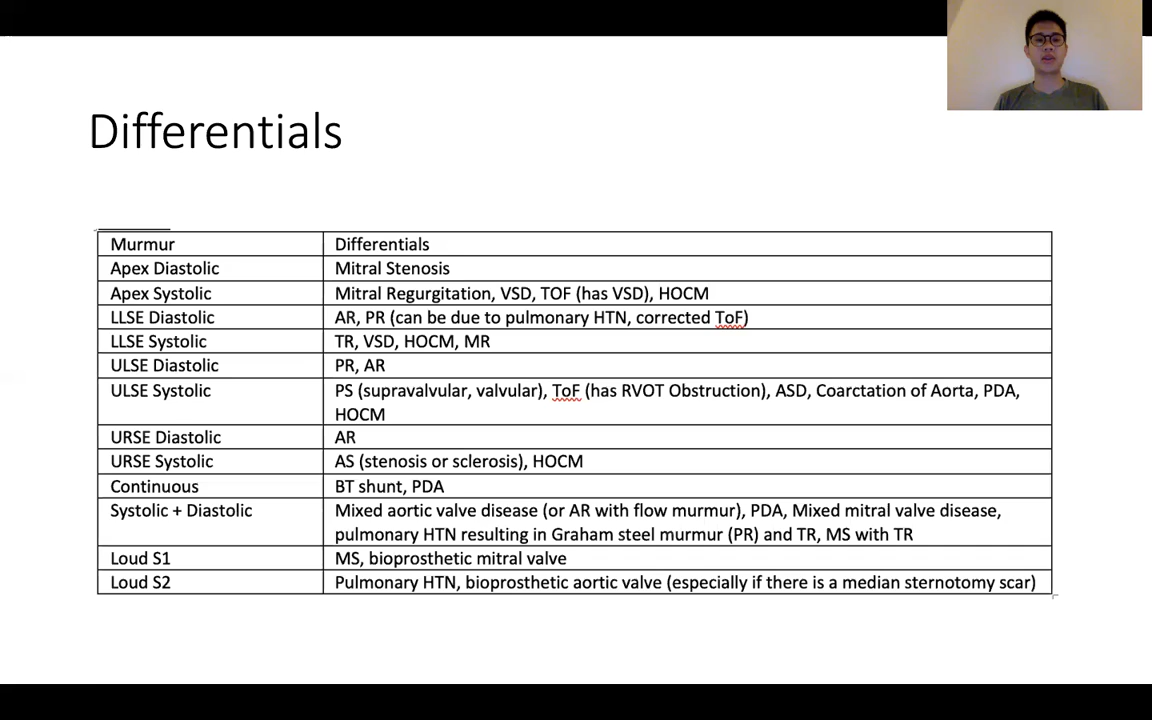 Differentials
Murmur Differentials
Apex Diastolic Mitral Stenosis
Apex Systolic Mitral Regurgitation, VSD, TOF (has VSD), HOCM
LLSE Diastolic AR, PR (can be due to pulmonary HTN, corrected ToF)
LLSE Systolic TR, VSD, HOCM, MR
ULSE Diastolic PR, AR
ULSE Systolic PS (supravalvular, valvular), ToF (has RVOT Obstruction), ASD, Coarctation of Aorta, PDA,
HOCM
URSE Diastolic AR
URSE Systolic AS (stenosis or sclerosis), HOCM
Continuous BT shunt, PDA
Systolic + Diastolic Mixed aortic valve disease (or AR with flow murmur), PDA, Mixed mitral valve disease,
pulmonary HTN resulting in Graham steel murmur (PR) and TR, MS with TR
Loud S1 MS, bioprosthetic mitral valve
Loud S2 Pulmonary HTN, bioprosthetic aortic valve (especially if there is a median sternotomy scar)